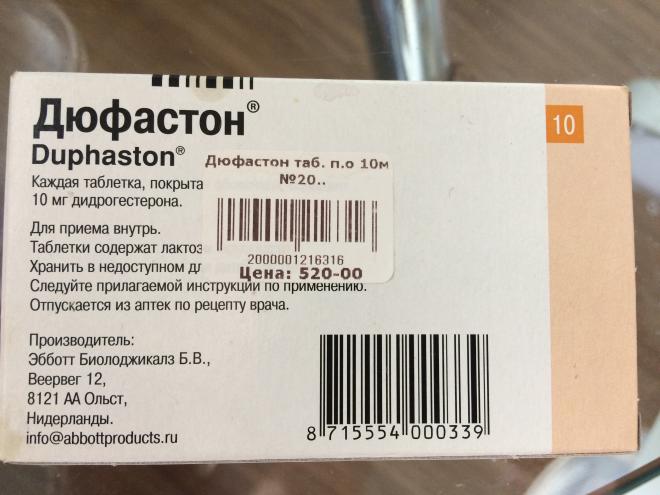 Дюфастон®
Duphaston®
10
Дюфастон таб. п.о 10м
№20..
2000001216316
Цена: 520-00
Каждая таблетка, покрыта
10 мг дидрогестерона.
Для приема внутрь.
Таблетки содержат лактоз
Хранить в недоступном дл
Следуйте прилагаемой инструкции по применению.
Отпускается из аптек по рецепту врача.
Производитель:
Эбботт Биолоджикалз Б.В.,
Веервег 12,
8121 АА Ольст,
Нидерланды.
info@abbottproducts.ru
8 715554 000339